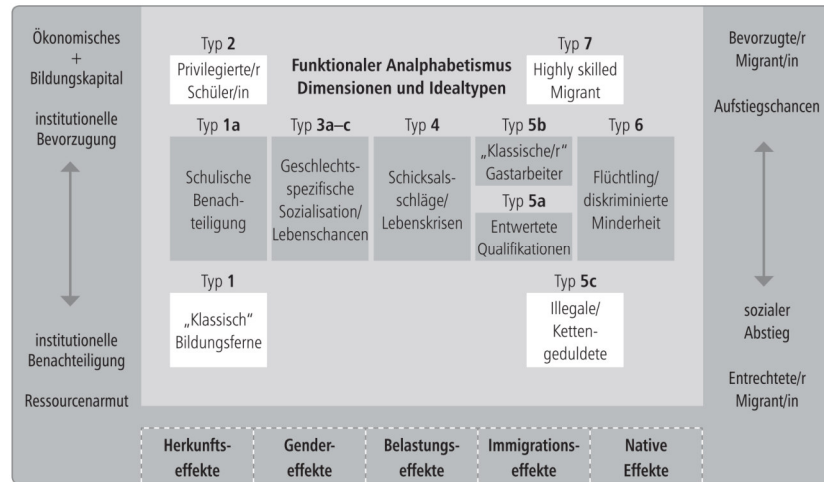 Ökonomisches
+
Bildungskapital
institutionelle
Bevorzugung
institutionelle
Benachteiligung
Ressourcenarmut
Funktionaler Analphabetismus
Dimensionen und Idealtypen
Typ 2
Privilegierte/r
Schüler/in
Typ 7
Highly skilled
Migrant
Typ 1a
Schulische
Benach-
teiligung
Typ 3a–c
Geschlechts-
spezifische
Sozialisation/
Lebenschancen
Typ 4
Schicksals-
schläge/
Lebenskrisen
Typ 5b
„Klassische/r"
Gastarbeiter
Typ 5a
Entwertete
Qualifikationen
Typ 6
Flüchtling/
diskriminierte
Minderheit
Typ 1
„Klassisch"
Bildungsferne
Typ 5c
Illegale/
Ketten-
geduldete
Bevorzugte/r
Migrant/in
Aufstiegschancen
sozialer
Abstieg
Entrechtete/r
Migrant/in
Herkunfts-
effekte
Gender-
effekte
Belastungs-
effekte
Immigrations-
effekte
Native
Effekte